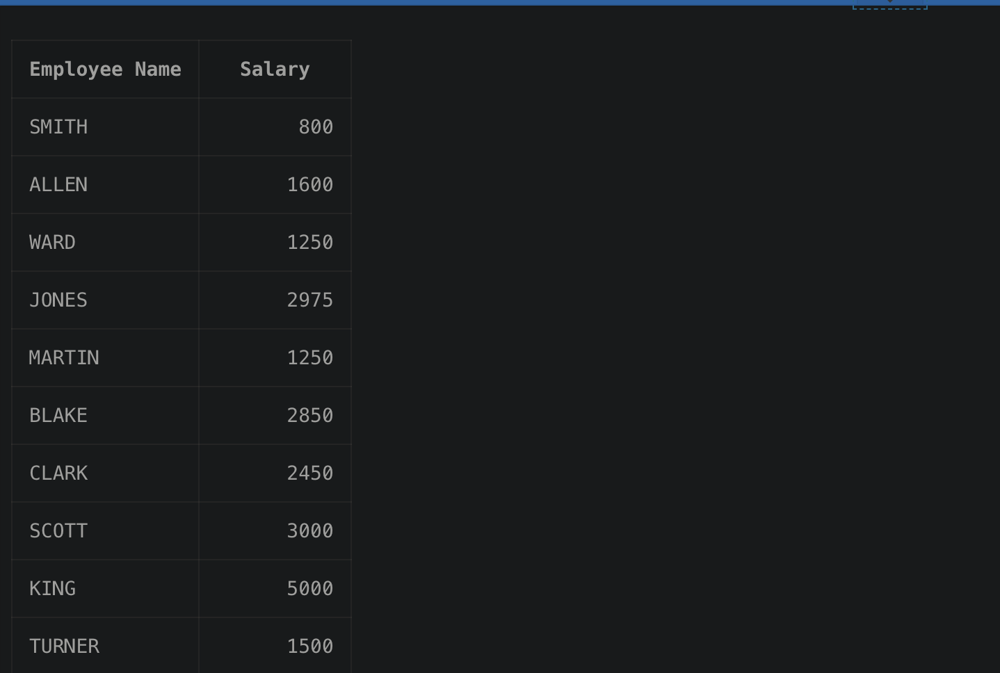 Employee Name Salary
SMITH 800
ALLEN 1600
WARD 1250
JONES 2975
MARTIN 1250
BLAKE 2850
CLARK 2450
SCOTT 3000
KING 5000
TURNER 1500